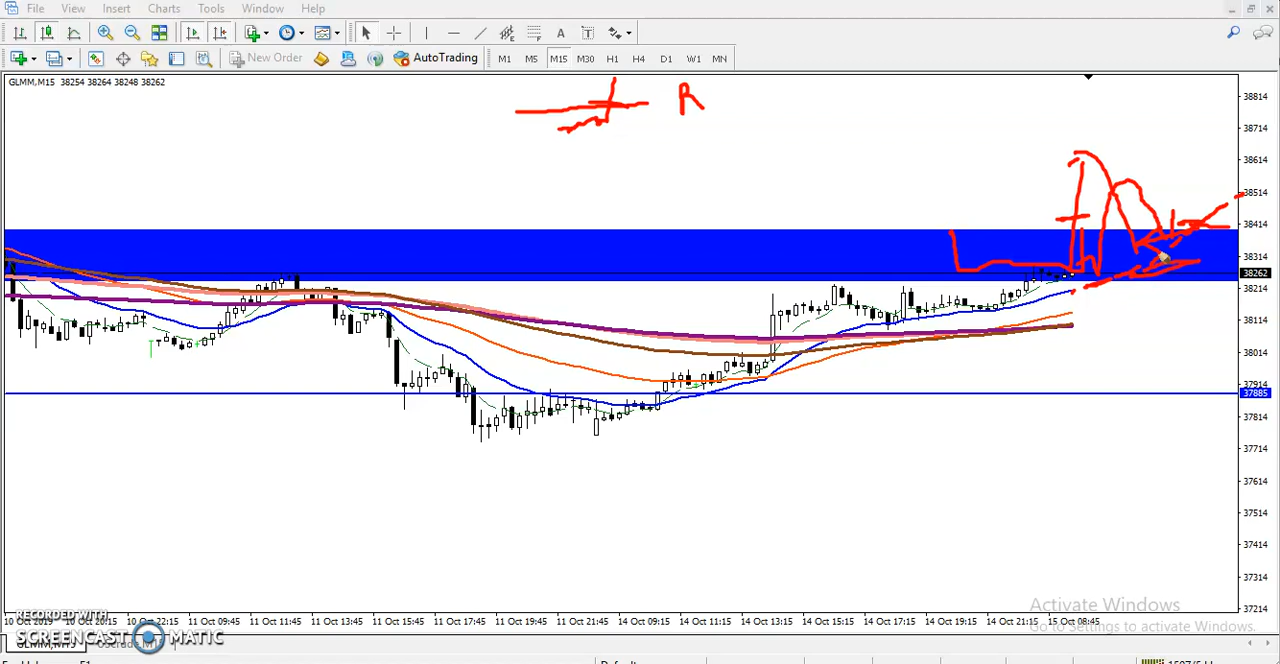 File View Insert Charts Tools Window Help
New Order AutoTrading M1 M5 M15 M30 H1 H4 D1 W1 MN
GLMM,M15 38254 38264 38248 38262
R
38814
38714
38614
38514
38414
38314
38262
38214
38114
38014
37914
37885
37814
37714
37614
37514
37414
37314
37214
Activate Windows
Go to Settings to activate Windows.
10 Oct 2019 10 Oct 20:15 10 Oct 22:15 11 Oct 09:45 11 Oct 11:45 11 Oct 13:45 11 Oct 15:45 11 Oct 19:45 11 Oct 21:45 14 Oct 09:15 14 Oct 11:15 14 Oct 13:15 14 Oct 15:15 14 Oct 17:15 14 Oct 19:15 14 Oct 21:15 15 Oct 08:45
RECORDED WITH
SCREENCAST MATIC
GLMM,M15